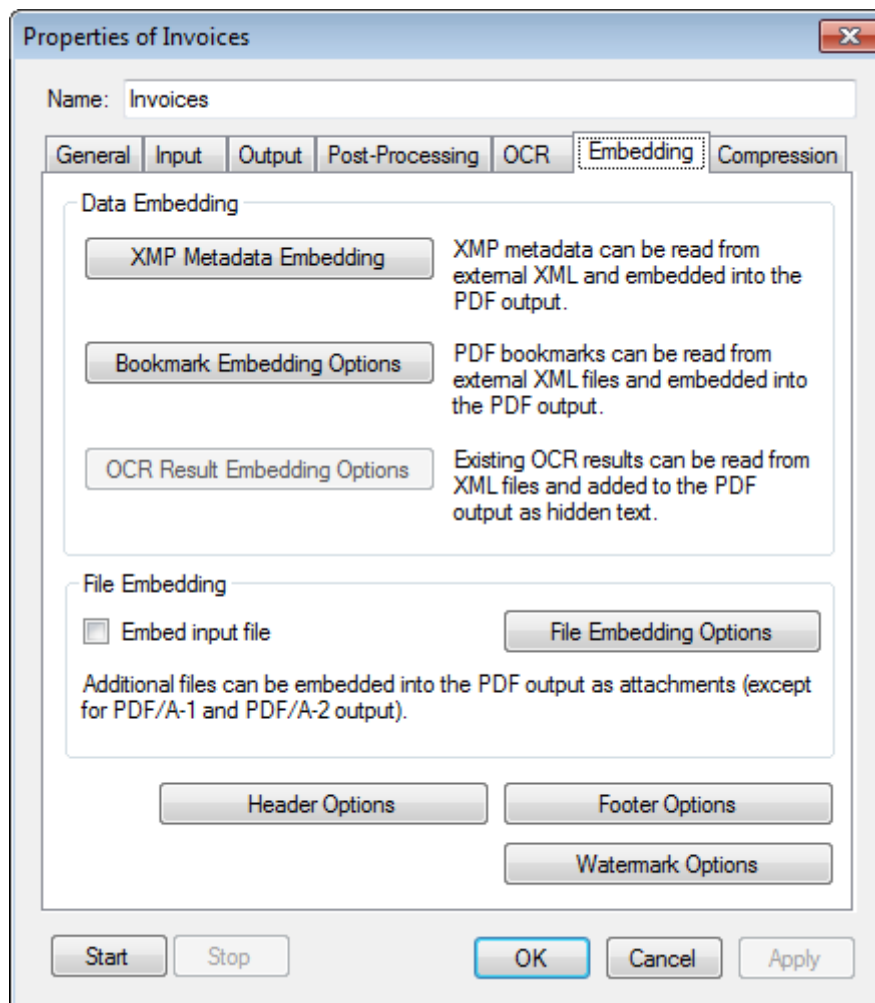 Properties of Invoices
Name: Invoices
General Input Output Post-Processing OCR Embedding Compression
Data Embedding
XMP Metadata Embedding
XMP metadata can be read from
external XML and embedded into the
PDF output.
Bookmark Embedding Options
PDF bookmarks can be read from
external XML files and embedded into
the PDF output.
OCR Result Embedding Options
Existing OCR results can be read from
XML files and added to the PDF
output as hidden text.
File Embedding
Embed input file
File Embedding Options
Additional files can be embedded into the PDF output as attachments (except
for PDF/A-1 and PDF/A-2 output).
Header Options
Footer Options
Watermark Options
Start Stop OK Cancel Apply